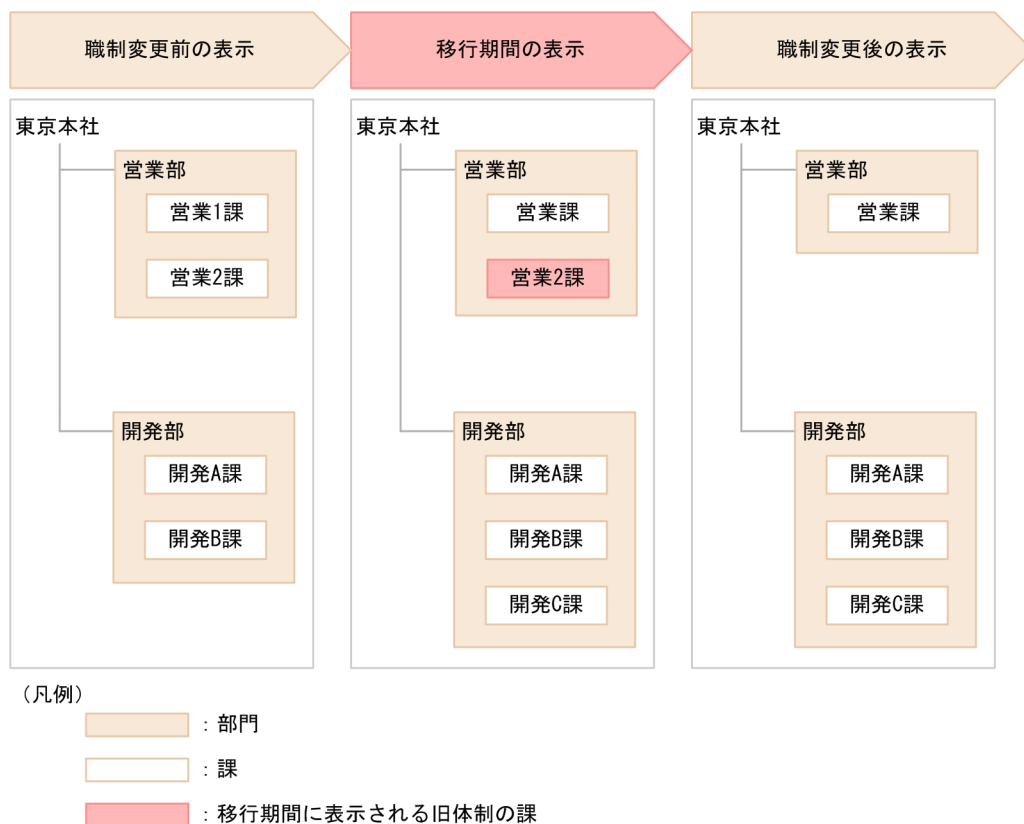 職制変更前の表示
移行期間の表示
職制変更後の表示
東京本社
営業部
営業1課
営業2課
開発部
開発A課
開発B課
東京本社
営業部
営業課
営業2課
開発部
開発A課
開発B課
開発C課
東京本社
営業部
営業課
開発部
開発A課
開発B課
開発C課
（凡例）
：部門
：課
：移行期間に表示される旧体制の課